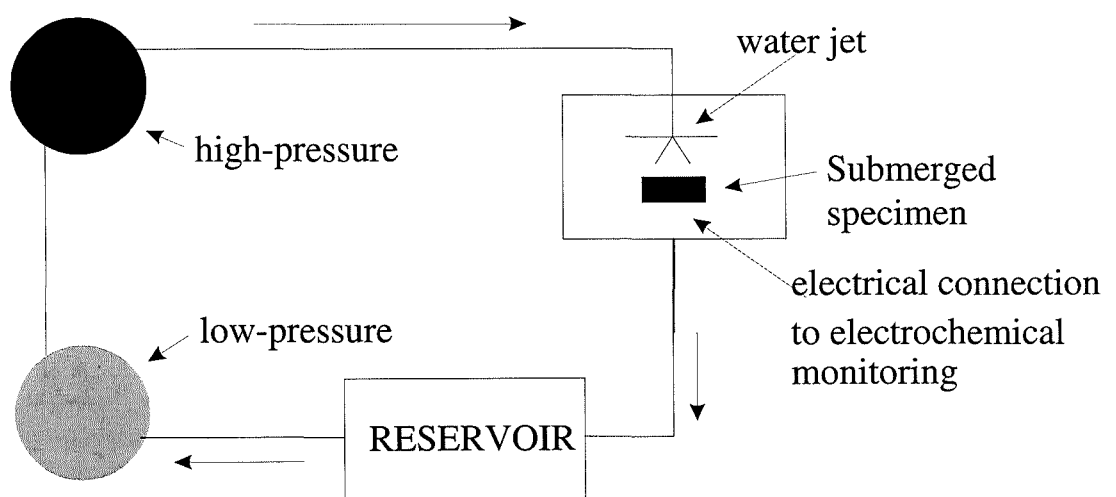 water jet
high-pressure
Submerged
specimen
electrical connection
to electrochemical
monitoring
low-pressure
RESERVOIR